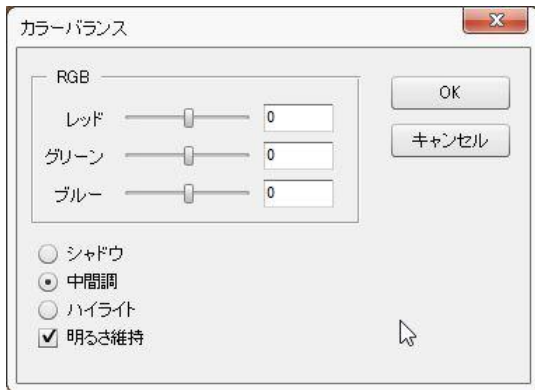 カラーバランス
RGB
レッド 0
グリーン 0
ブルー 0
OK
キャンセル
シャドウ
中間調
ハイライト
明るさ維持